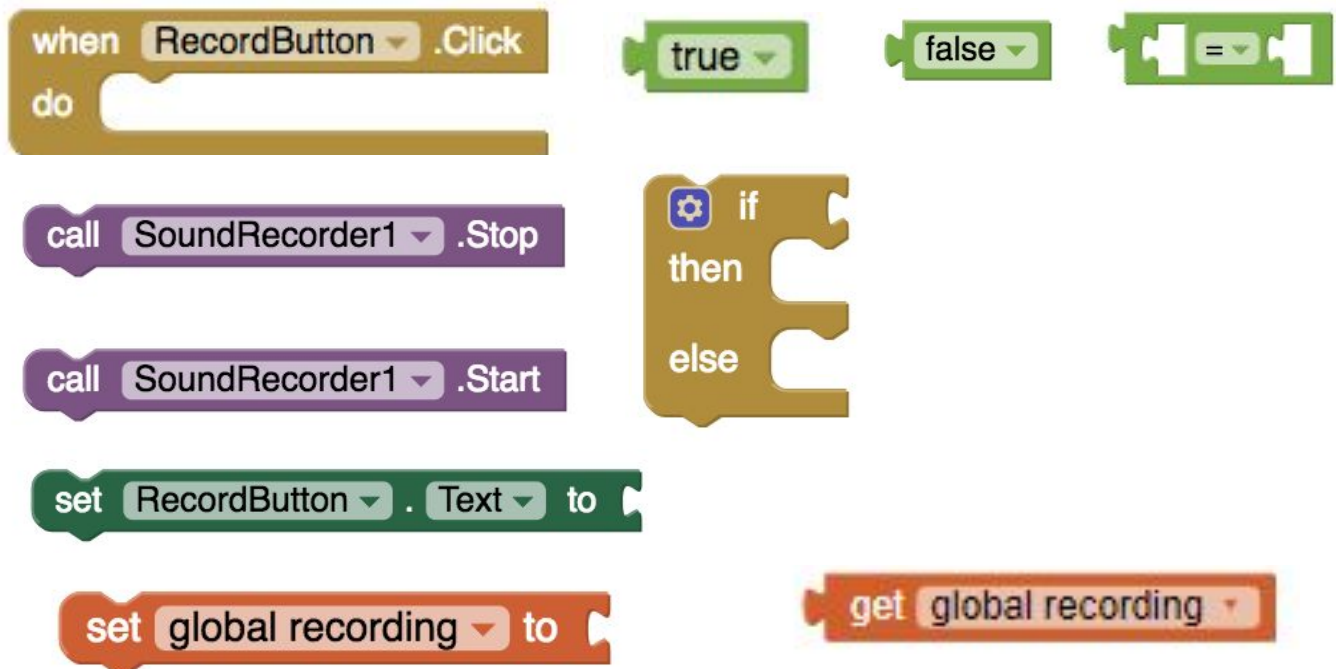 when RecordButton .Click
do
true
false
=
call SoundRecorder1 .Stop
if
then
else
call SoundRecorder1 .Start
set RecordButton . Text to
set global recording to
get global recording